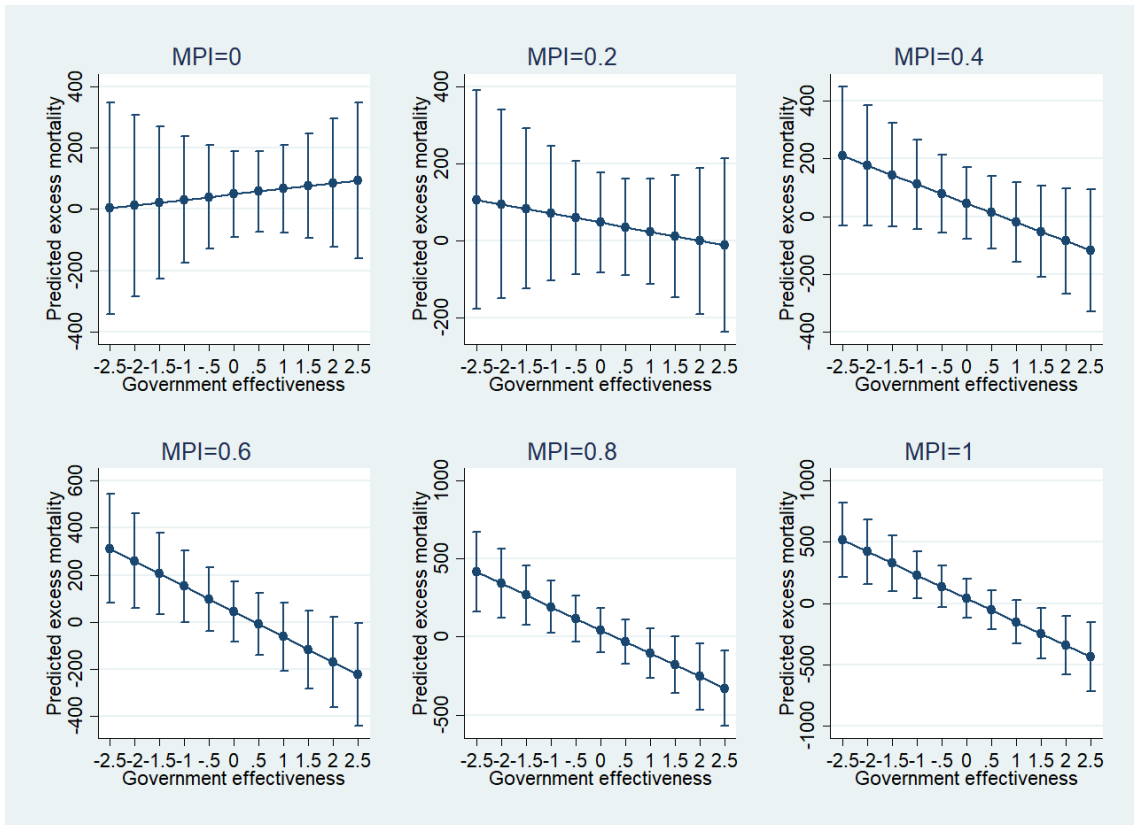 MPI=0
Predicted excess mortality
400
200
0
-200
-400
-2.5 -2 -1.5 -1 -.5 0 .5 1 1.5 2 2.5
Government effectiveness
MPI=0.2
Predicted excess mortality
400
200
0
-200
-2.5 -2 -1.5 -1 -.5 0 .5 1 1.5 2 2.5
Government effectiveness
MPI=0.4
Predicted excess mortality
400
200
0
-200
-400
-2.5 -2 -1.5 -1 -.5 0 .5 1 1.5 2 2.5
Government effectiveness
MPI=0.6
Predicted excess mortality
600
400
200
0
-200
-400
-2.5 -2 -1.5 -1 -.5 0 .5 1 1.5 2 2.5
Government effectiveness
MPI=0.8
Predicted excess mortality
1000
500
0
-500
-2.5 -2 -1.5 -1 -.5 0 .5 1 1.5 2 2.5
Government effectiveness
MPI=1
Predicted excess mortality
1000
500
0
-500
-1000
-2.5 -2 -1.5 -1 -.5 0 .5 1 1.5 2 2.5
Government effectiveness